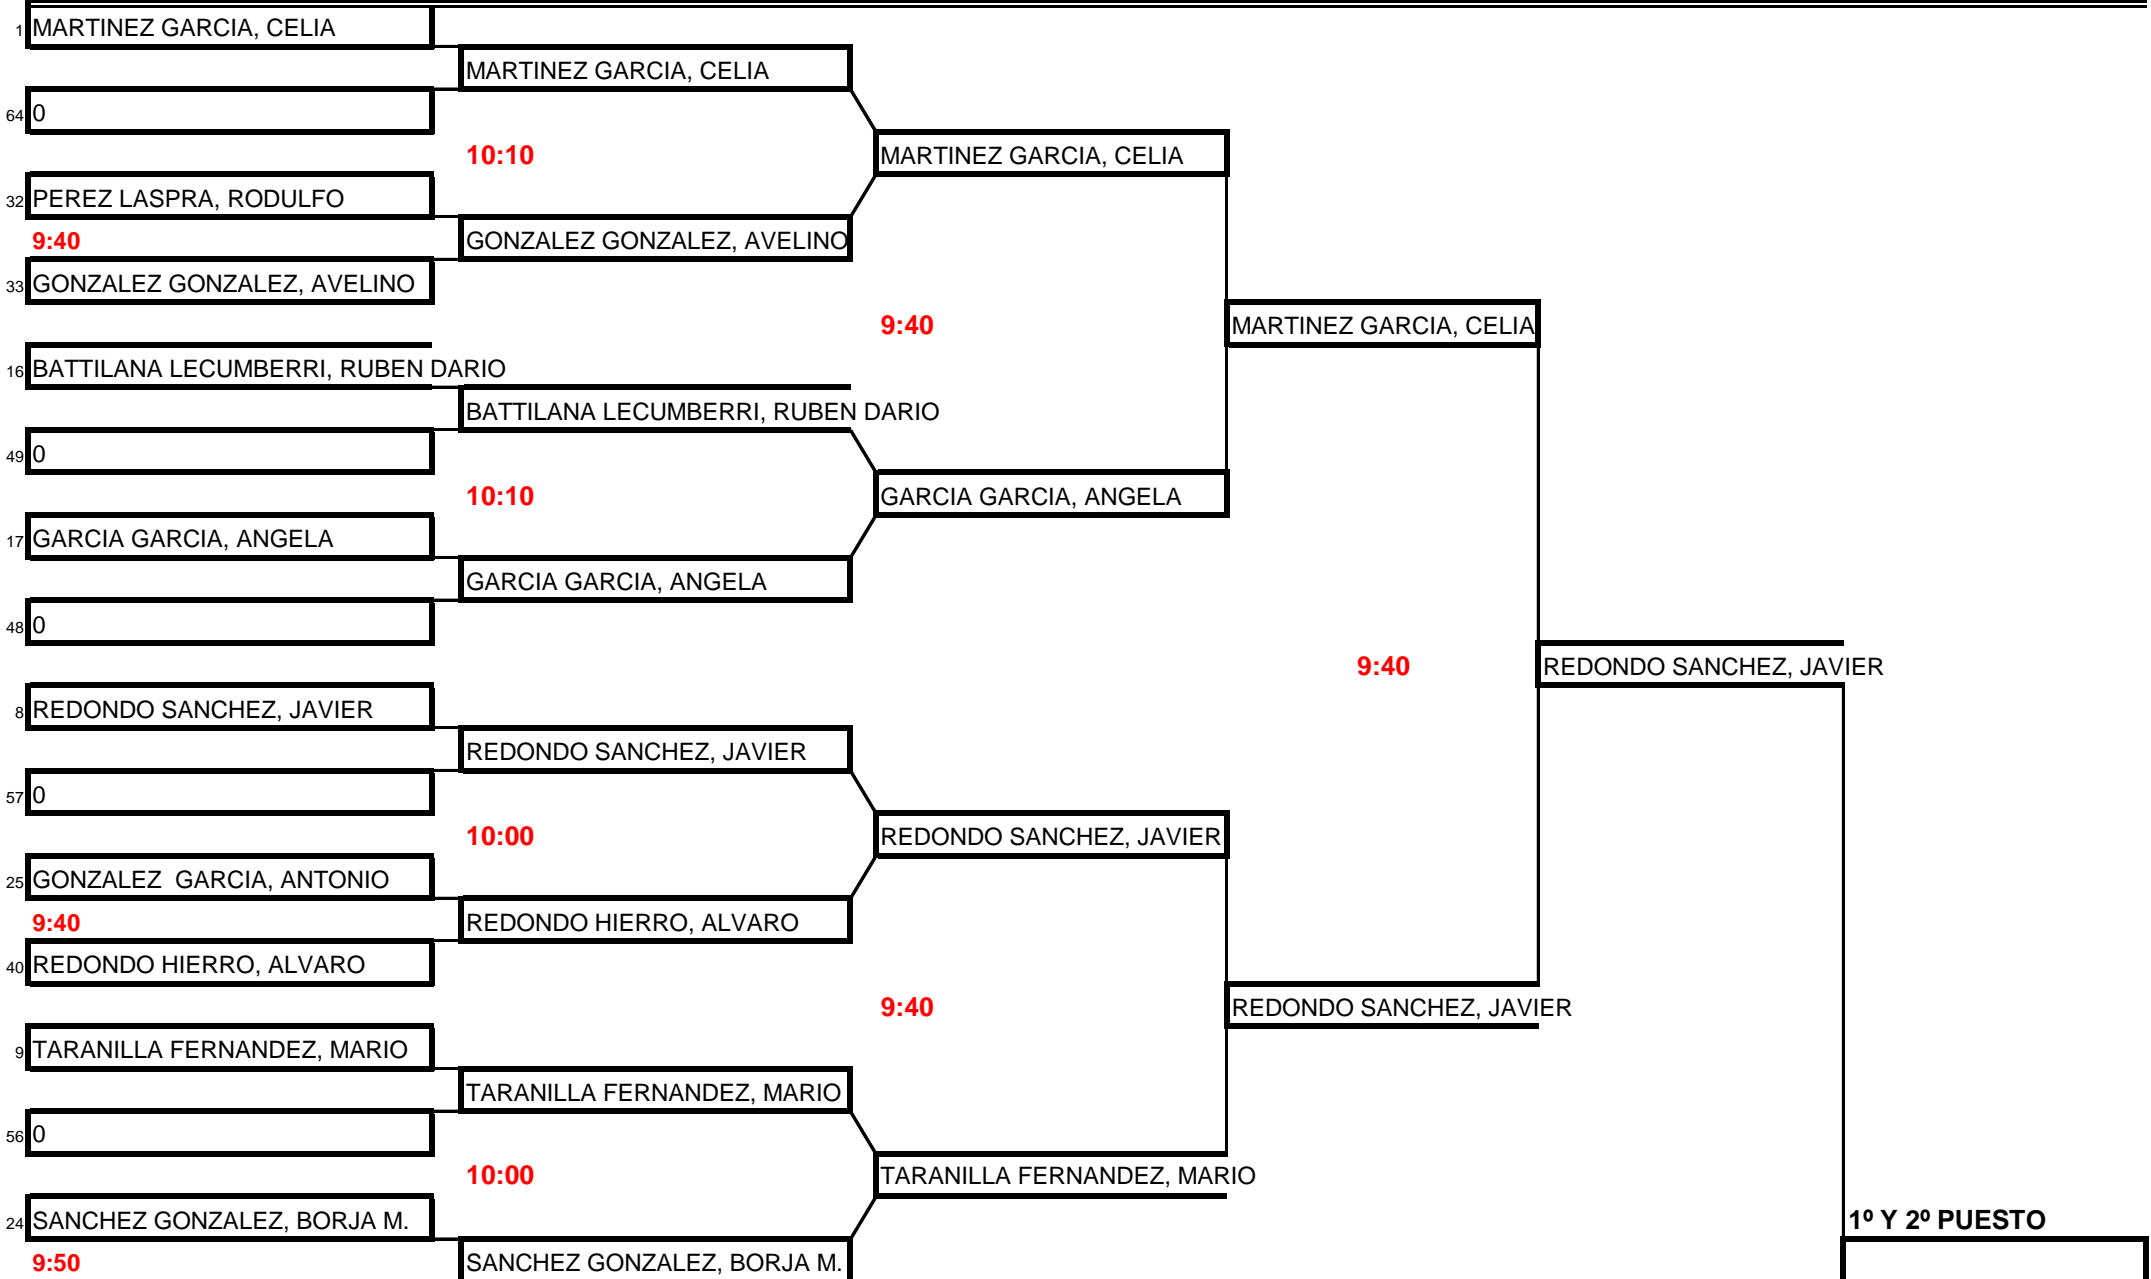 1 MARTINEZ GARCIA, CELIA
MARTINEZ GARCIA, CELIA
64 0
10:10 MARTINEZ GARCIA, CELIA
32 PEREZ LASPRA, RODULFO
9:40 GONZALEZ GONZALEZ, AVELINO
33 GONZALEZ GONZALEZ, AVELINO
9:40 MARTINEZ GARCIA, CELIA
16 BATTILANA LECUMBERRI, RUBEN DARIO
BATTILANA LECUMBERRI, RUBEN DARIO
49 0
10:10 GARCIA GARCIA, ANGELA
17 GARCIA GARCIA, ANGELA
GARCIA GARCIA, ANGELA
48 0
9:40 REDONDO SANCHEZ, JAVIER
8 REDONDO SANCHEZ, JAVIER
REDONDO SANCHEZ, JAVIER
57 0
10:00 REDONDO SANCHEZ, JAVIER
25 GONZALEZ  GARCIA, ANTONIO
9:40 REDONDO HIERRO, ALVARO
40 REDONDO HIERRO, ALVARO
9:40 REDONDO SANCHEZ, JAVIER
9 TARANILLA FERNANDEZ, MARIO
TARANILLA FERNANDEZ, MARIO
56 0
10:00 TARANILLA FERNANDEZ, MARIO
24 SANCHEZ GONZALEZ, BORJA M. 1º Y 2º PUESTO
9:50 SANCHEZ GONZALEZ, BORJA M.